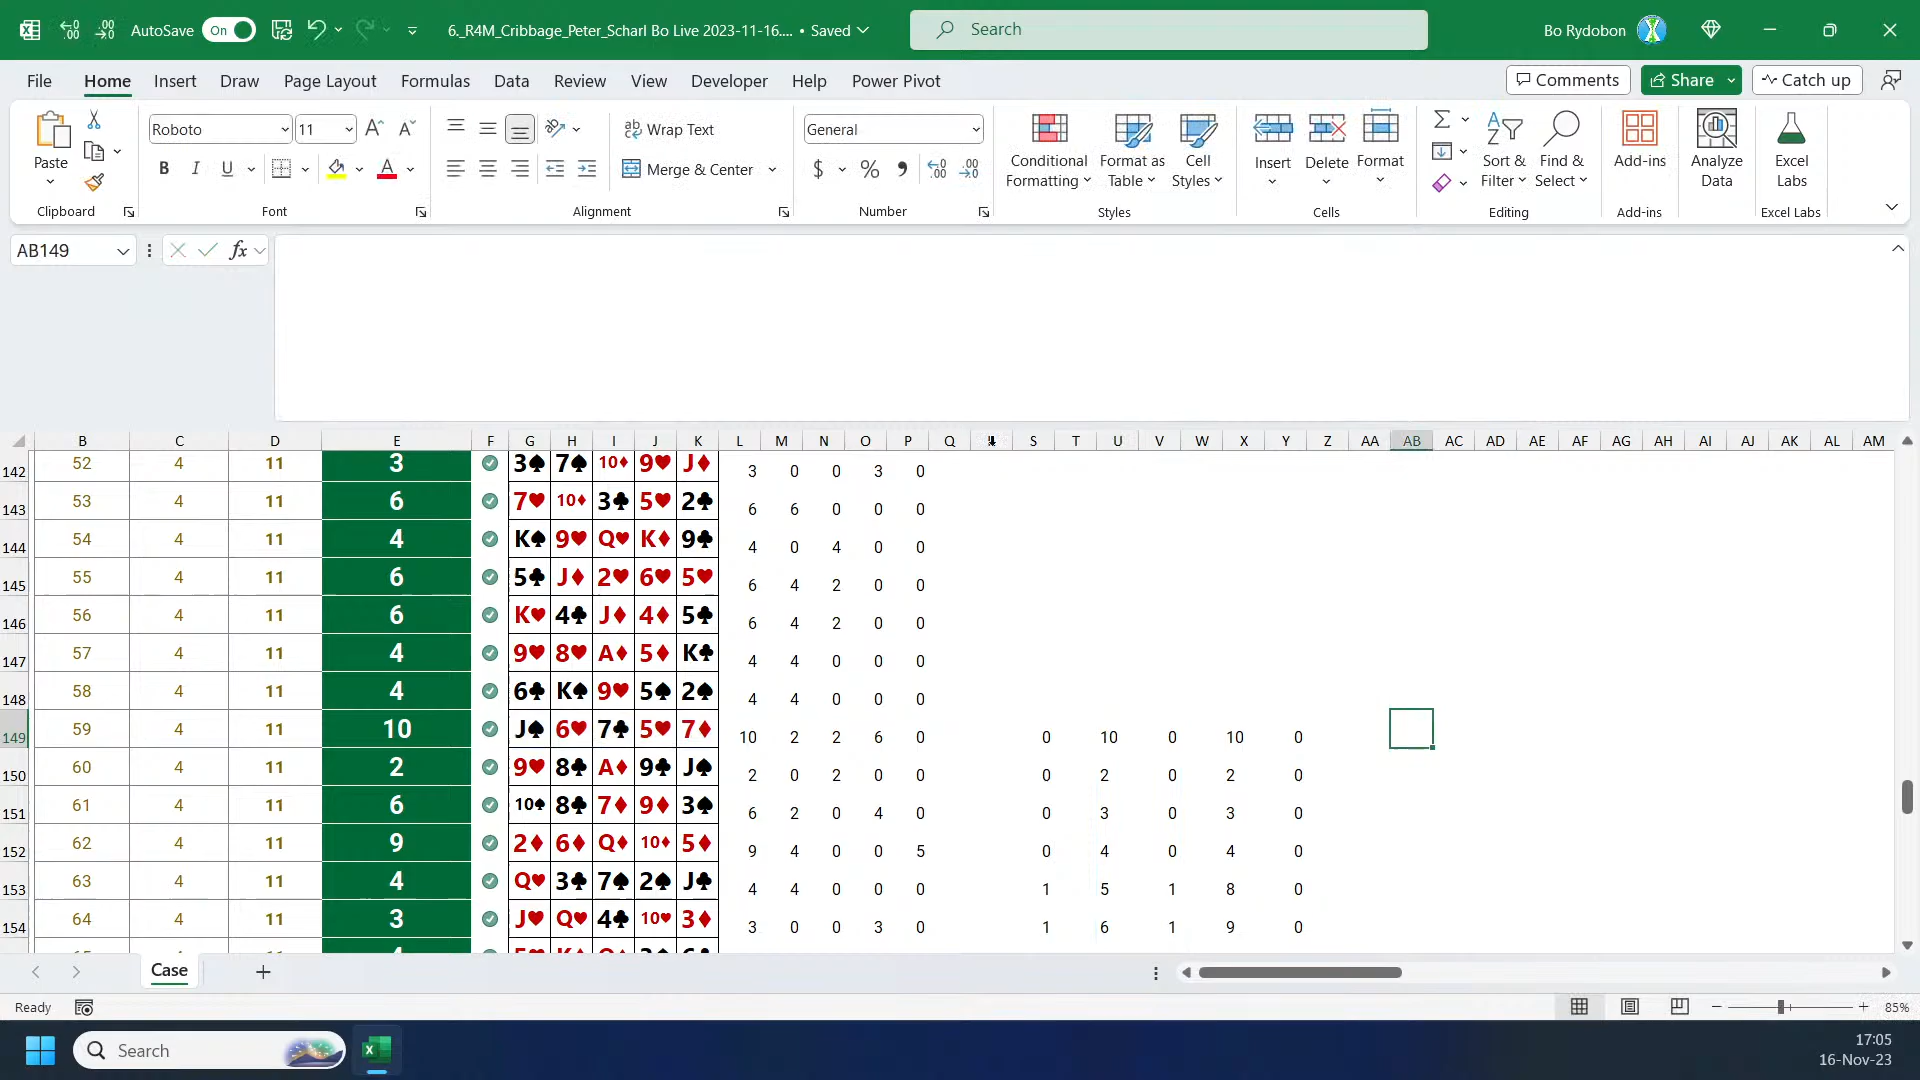 AutoSave On 6._R4M_Cribbage_Peter_Scharl Bo Live 2023-11-16.... • Saved Search Bo Rydobon
File Home Insert Draw Page Layout Formulas Data Review View Developer Help Power Pivot Comments Share Catch up
Paste Roboto 11 Wrap Text General Conditional Formatting Format as Table Cell Styles Insert Delete Format Sort & Filter Find & Select Add-ins Analyze Data Excel Labs
B I U A Merge & Center $ % 9
Clipboard Font Alignment Number Styles Cells Editing Add-ins Excel Labs
AB149 fx
B C D E F G H I J K L M N O P Q S T U V W X Y Z AA AB AC AD AE AF AG AH AI AJ AK AL AM
142 52 4 11 3 3♠ 7♠ 10♦ 9♥ J♦ 3 0 0 3 0
143 53 4 11 6 7♥ 10♦ 3♣ 5♥ 2♣ 6 6 0 0 0
144 54 4 11 4 K♠ 9♥ Q♥ K♦ 9♣ 4 0 4 0 0
145 55 4 11 6 5♣ J♦ 2♥ 6♥ 5♥ 6 4 2 0 0
146 56 4 11 6 K♥ 4♣ J♦ 4♦ 5♣ 6 4 2 0 0
147 57 4 11 4 9♥ 8♥ A♦ 5♦ K♣ 4 4 0 0 0
148 58 4 11 4 6♣ K♠ 9♥ 5♠ 2♠ 4 4 0 0 0
149 59 4 11 10 J♠ 6♥ 7♣ 5♥ 7♦ 10 2 2 6 0 0 10 0 10 0
150 60 4 11 2 9♥ 8♣ A♦ 9♣ J♠ 2 0 2 0 0 0 2 0 2 0
151 61 4 11 6 10♠ 8♣ 7♦ 9♦ 3♠ 6 2 0 4 0 0 3 0 3 0
152 62 4 11 9 2♦ 6♦ Q♦ 10♦ 5♦ 9 4 0 0 5 0 4 0 4 0
153 63 4 11 4 Q♥ 3♣ 7♠ 2♠ J♣ 4 4 0 0 0 1 5 1 8 0
154 64 4 11 3 J♥ Q♥ 4♣ 10♥ 3♦ 3 0 0 3 0 1 6 1 9 0
Case
Ready 85%
Search 17:05
16-Nov-23